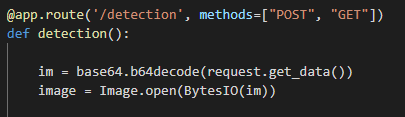 @app.route('/detection', methods=["POST", "GET"])
def detection():
    im = base64.b64decode(request.get_data())
    image = Image.open(BytesIO(im))